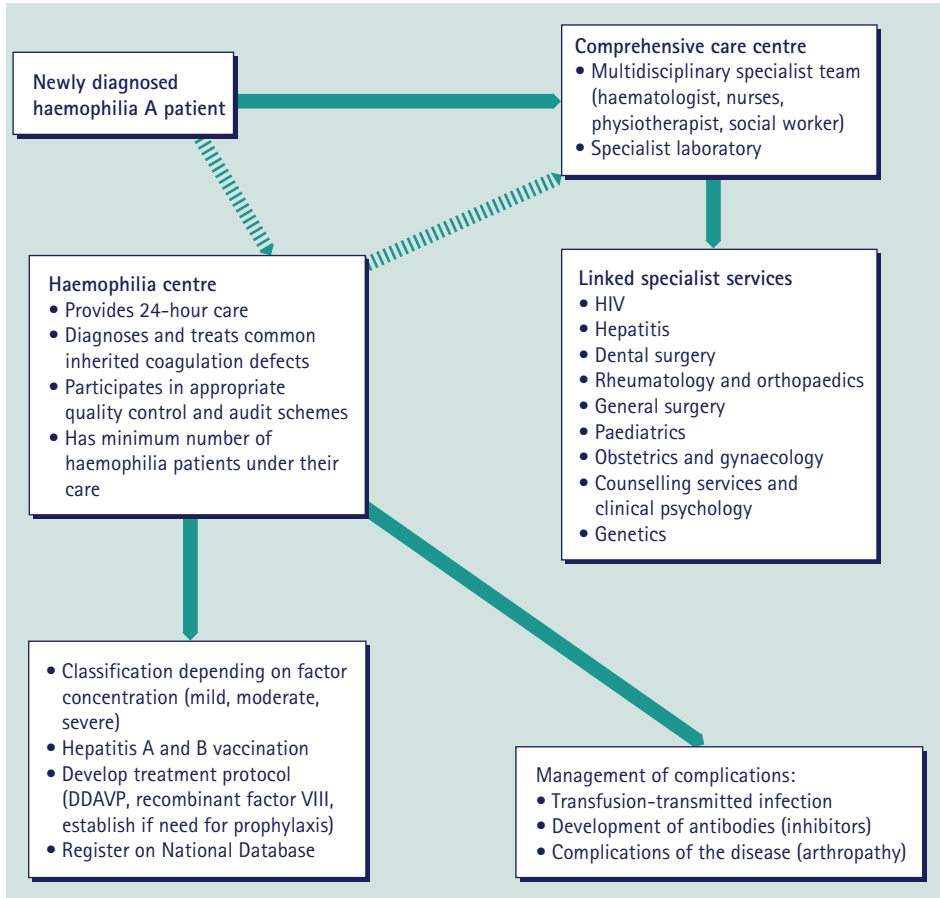 Newly diagnosed
haemophilia A patient
Comprehensive care centre
• Multidisciplinary specialist team
(haematologist, nurses,
physiotherapist, social worker)
• Specialist laboratory
Haemophilia centre
• Provides 24-hour care
• Diagnoses and treats common
inherited coagulation defects
• Participates in appropriate
quality control and audit schemes
• Has minimum number of
haemophilia patients under their
care
Linked specialist services
• HIV
• Hepatitis
• Dental surgery
• Rheumatology and orthopaedics
• General surgery
• Paediatrics
• Obstetrics and gynaecology
• Counselling services and
clinical psychology
• Genetics
• Classification depending on factor
concentration (mild, moderate,
severe)
• Hepatitis A and B vaccination
• Develop treatment protocol
(DDAVP, recombinant factor VIII,
establish if need for prophylaxis)
• Register on National Database
Management of complications:
• Transfusion-transmitted infection
• Development of antibodies (inhibitors)
• Complications of the disease (arthropathy)